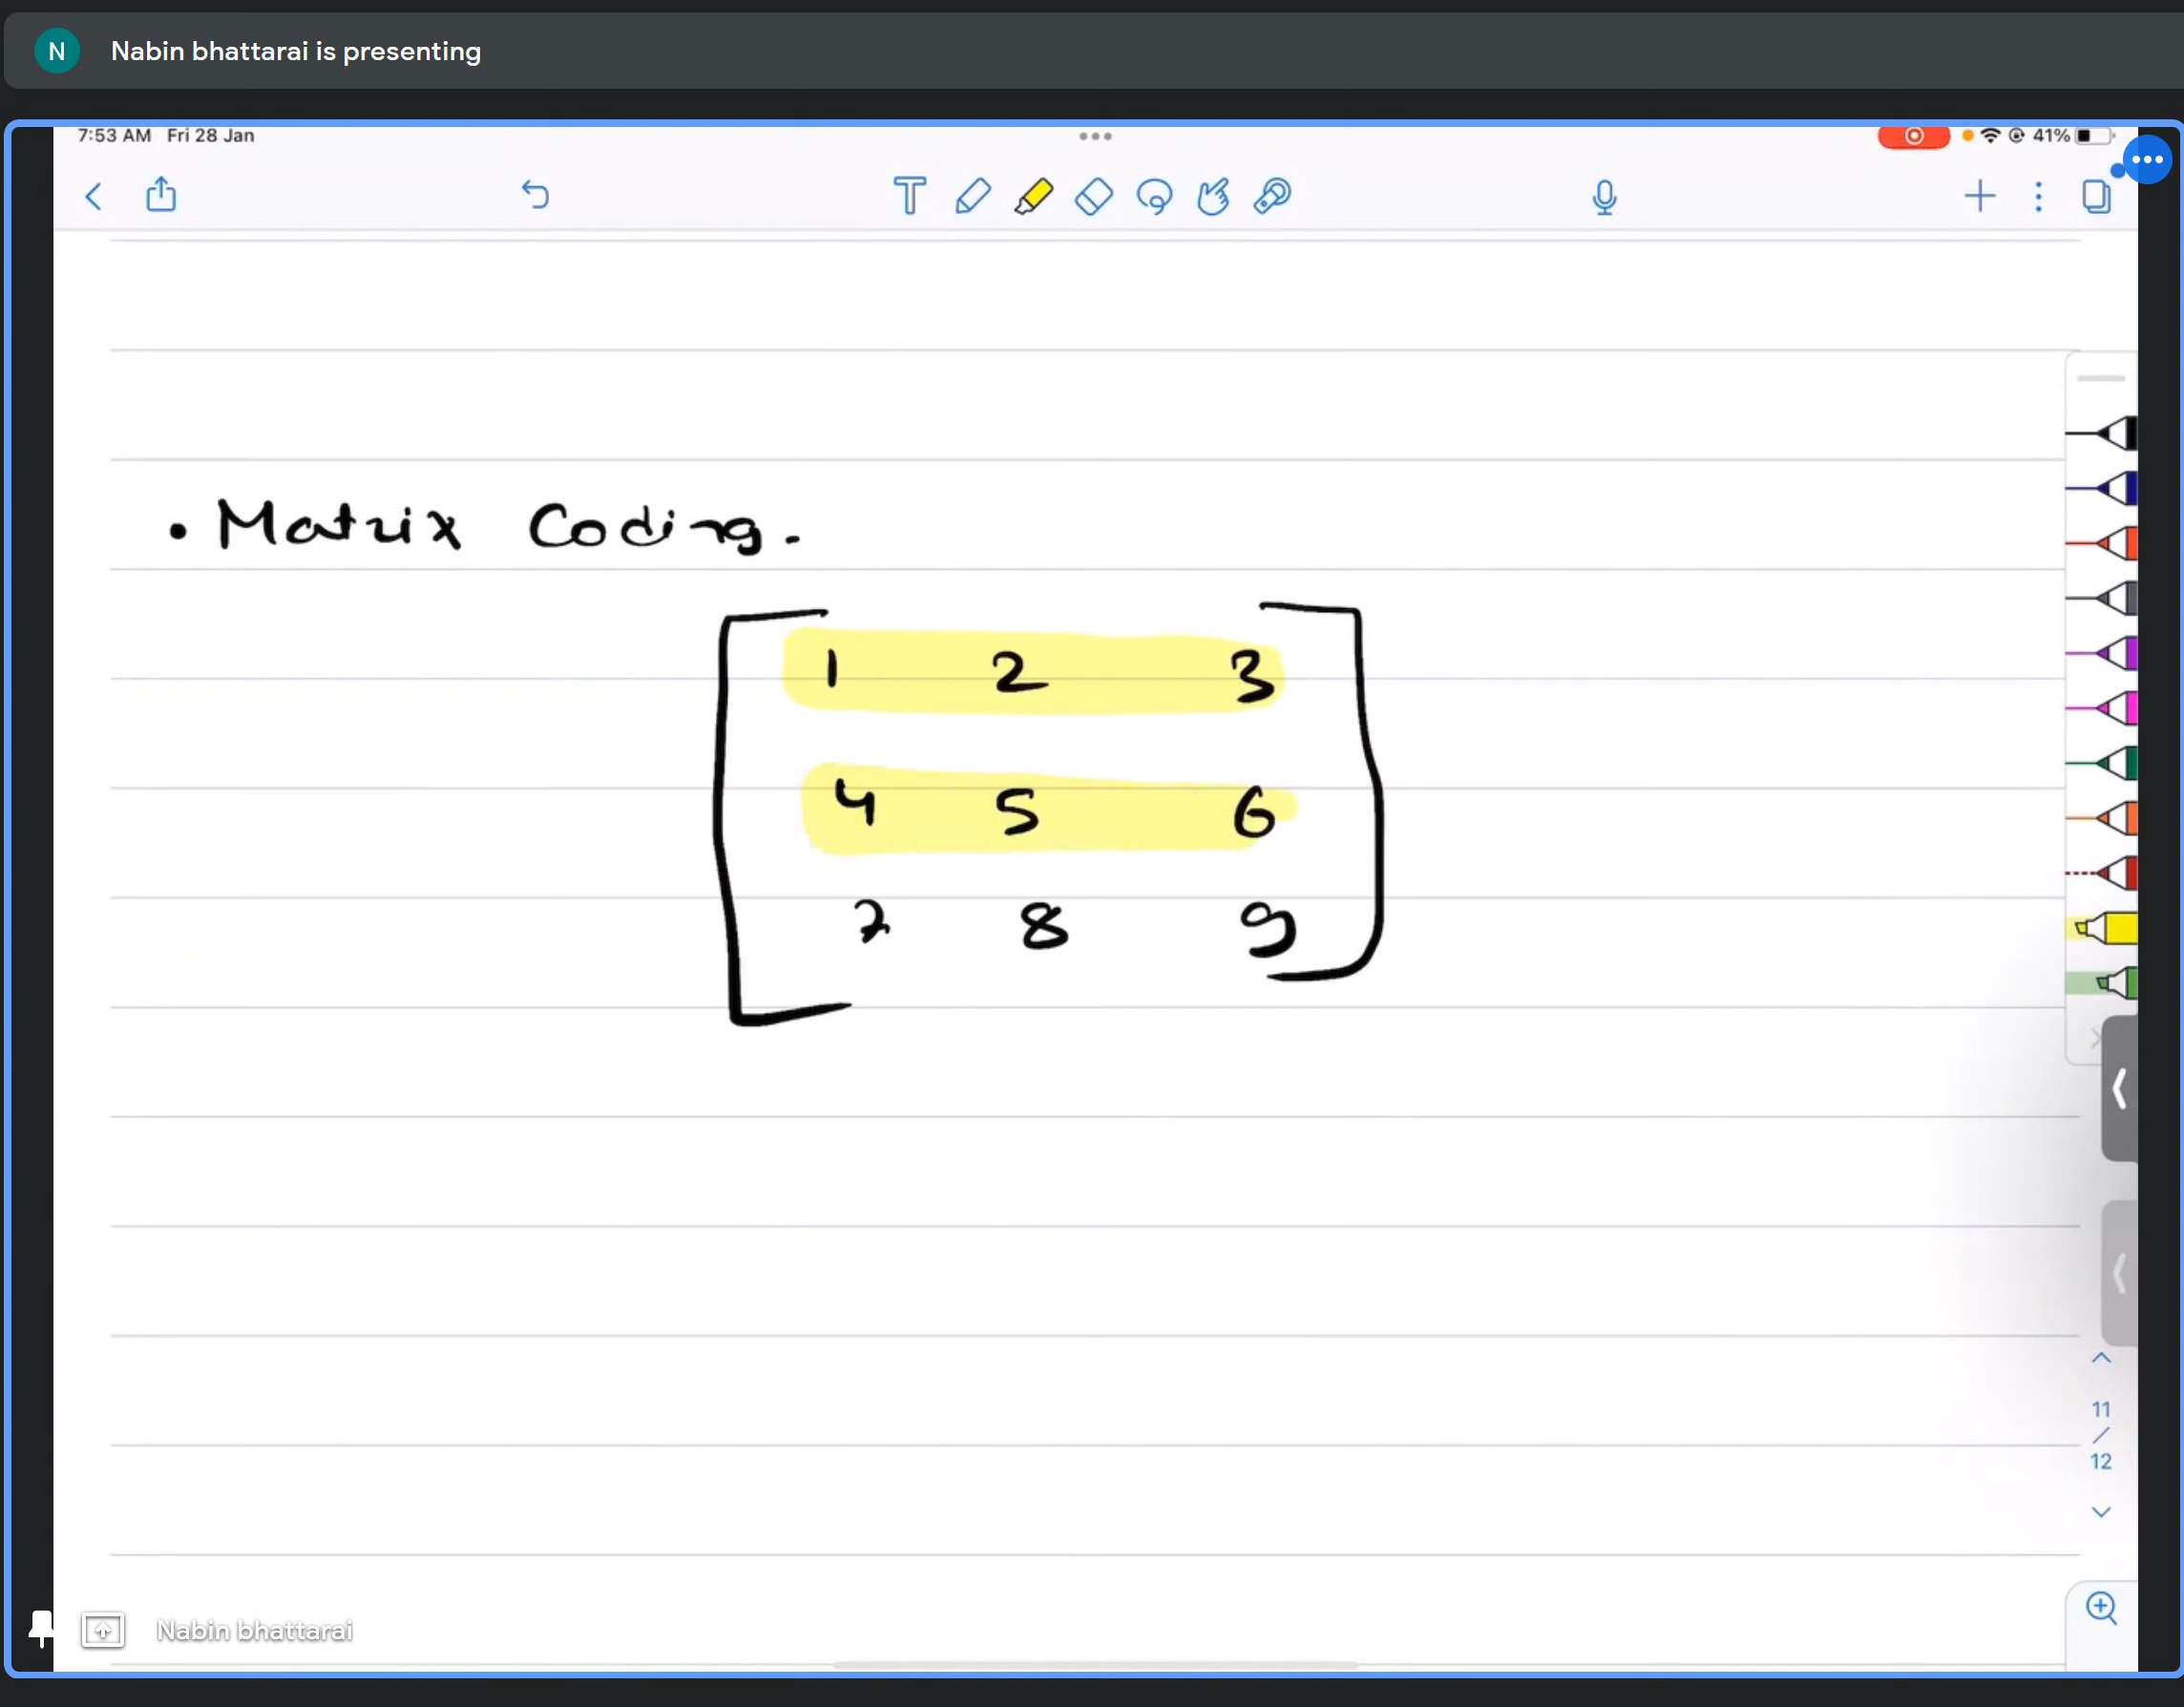 N Nabin bhattarai is presenting
7:53 AM Fri 28 Jan 41%
T
• Matrix Coding.
1 2 3
4 5 6
7 8 9
11
/
12
Nabin bhattarai